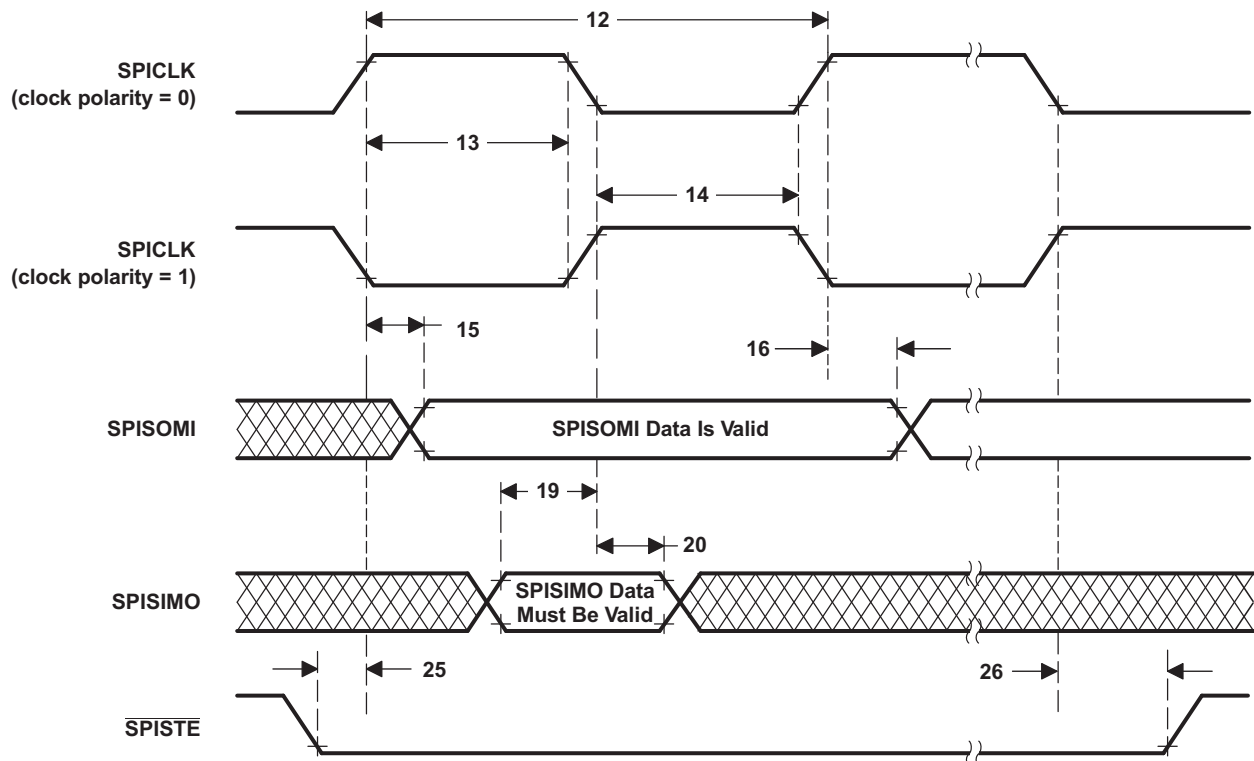 12
SPICLK
(clock polarity = 0)
13
14
SPICLK
(clock polarity = 1)
15
16
SPISOMI
SPISOMI Data Is Valid
19
20
SPISIMO
SPISIMO Data
Must Be Valid
25
26
SPISTE